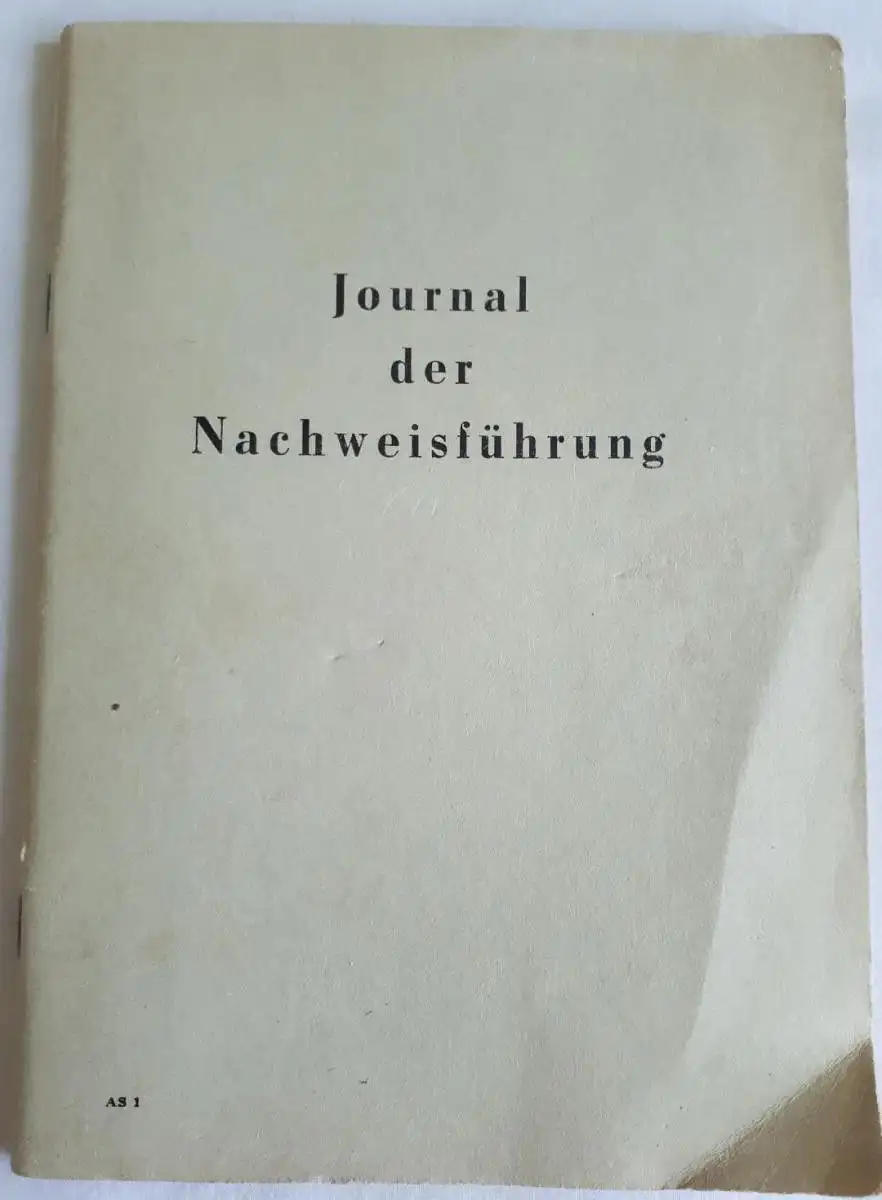 Journal
der
Nachweisführung
AS 1